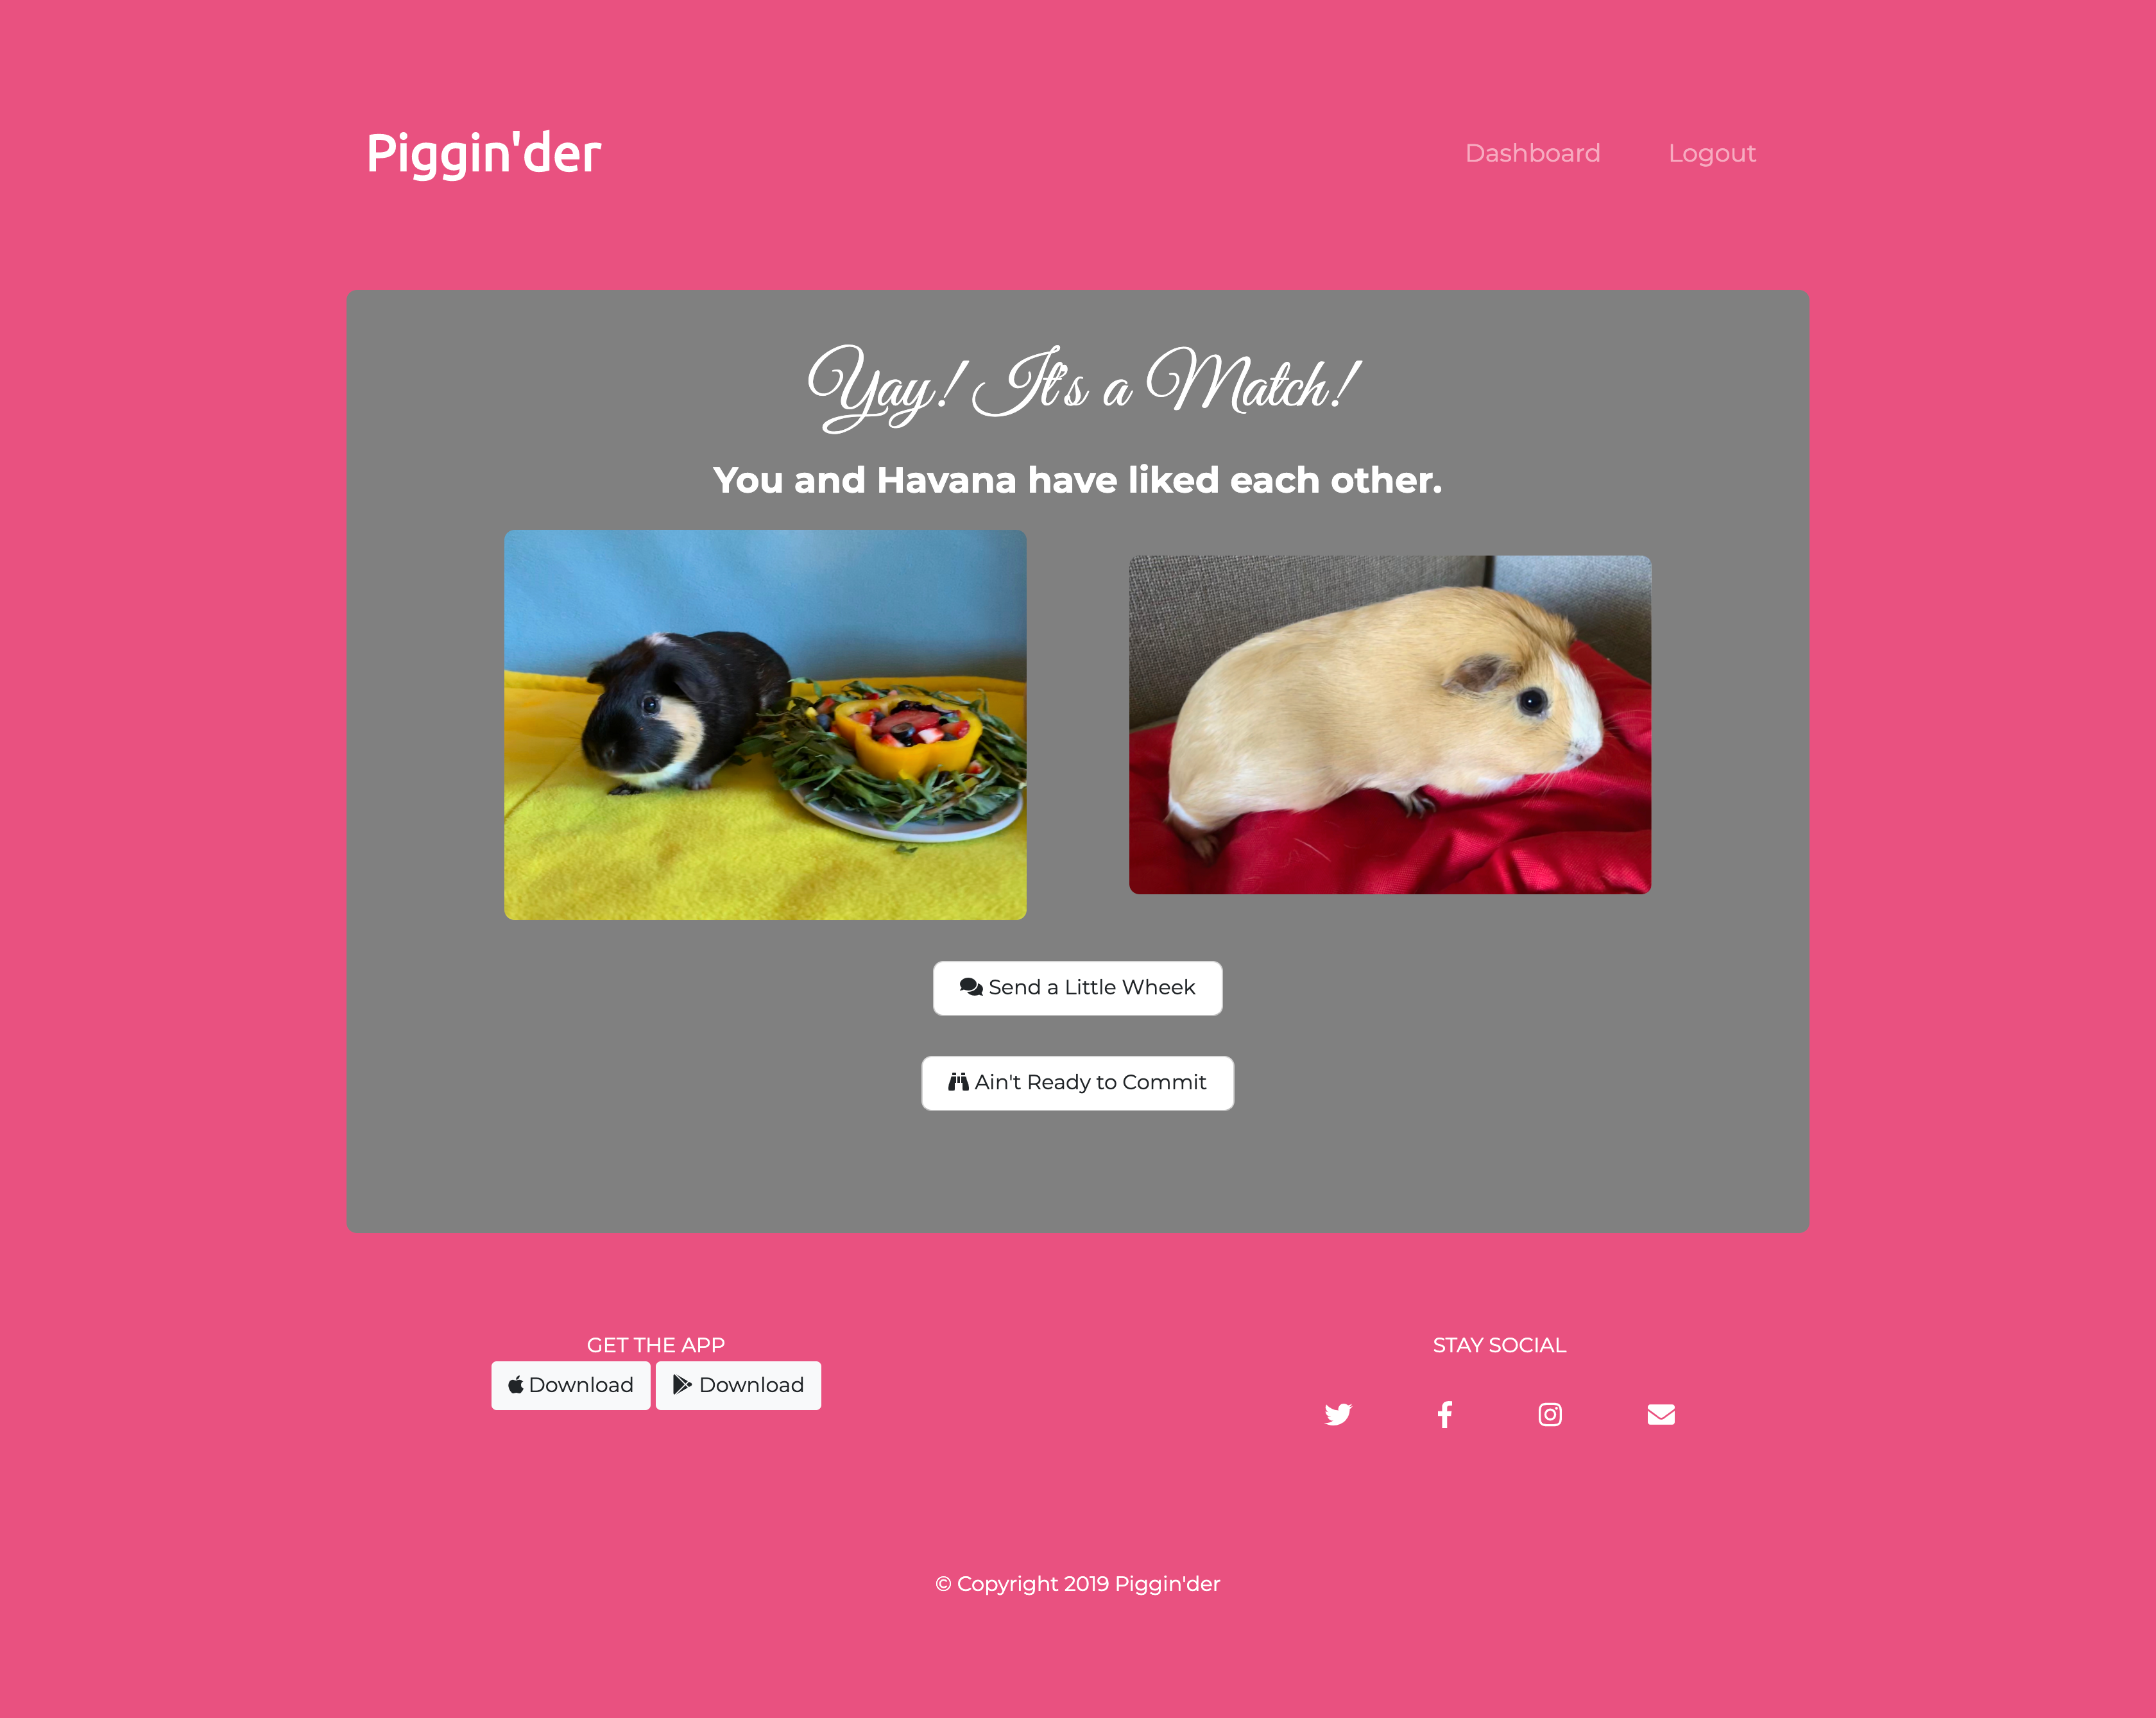 Piggin'der
Dashboard Logout
Yay! It's a Match!
You and Havana have liked each other.
Send a Little Wheek
Ain't Ready to Commit
GET THE APP
Download Download
STAY SOCIAL
© Copyright 2019 Piggin'der